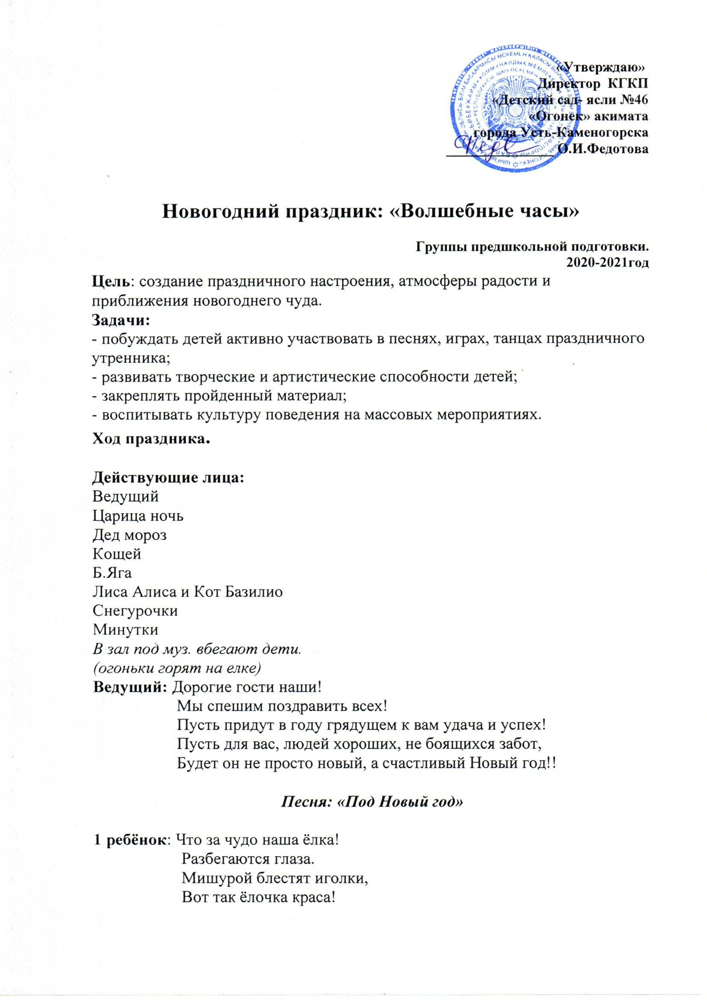 «Утверждаю»
Директор КГКП
«Детский сад- ясли №46
«Огонек» акимата
города Усть-Каменогорска
О.И.Федотова
Новогодний праздник: «Волшебные часы»
Группы предшкольной подготовки.
2020-2021год
Цель: создание праздничного настроения, атмосферы радости и
приближения новогоднего чуда.
Задачи:
- побуждать детей активно участвовать в песнях, играх, танцах праздничного
утренника;
- развивать творческие и артистические способности детей;
- закреплять пройденный материал;
- воспитывать культуру поведения на массовых мероприятиях.
Ход праздника.
Действующие лица:
Ведущий
Царица ночь
Дед мороз
Кощей
Б.Яга
Лиса Алиса и Кот Базилио
Снегурочки
Минутки
В зал под муз. вбегают дети.
(огоньки горят на елке)
Ведущий: Дорогие гости наши!
Мы спешим поздравить всех!
Пусть придут в году грядущем к вам удача и успех!
Пусть для вас, людей хороших, не боящихся забот,
Будет он не просто новый, а счастливый Новый год!!
Песня: «Под Новый год»
1 ребёнок: Что за чудо наша ёлка!
Разбегаются глаза.
Мишурой блестят иголки,
Вот так ёлочка краса!